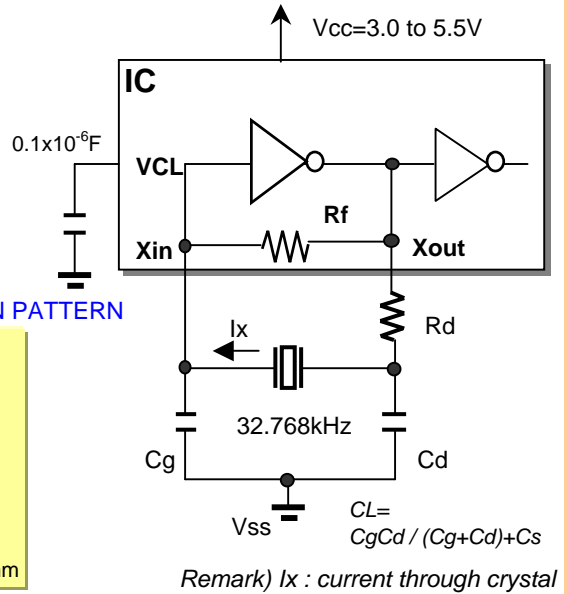 Vcc=3.0 to 5.5V
IC
0.1x10⁻⁶F
VCL
Rf
Xin
Xout
N PATTERN
Ix
Rd
32.768kHz
Cg
Cd
Vss
CL=
CgCd / (Cg+Cd)+Cs
Remark) Ix : current through crystal